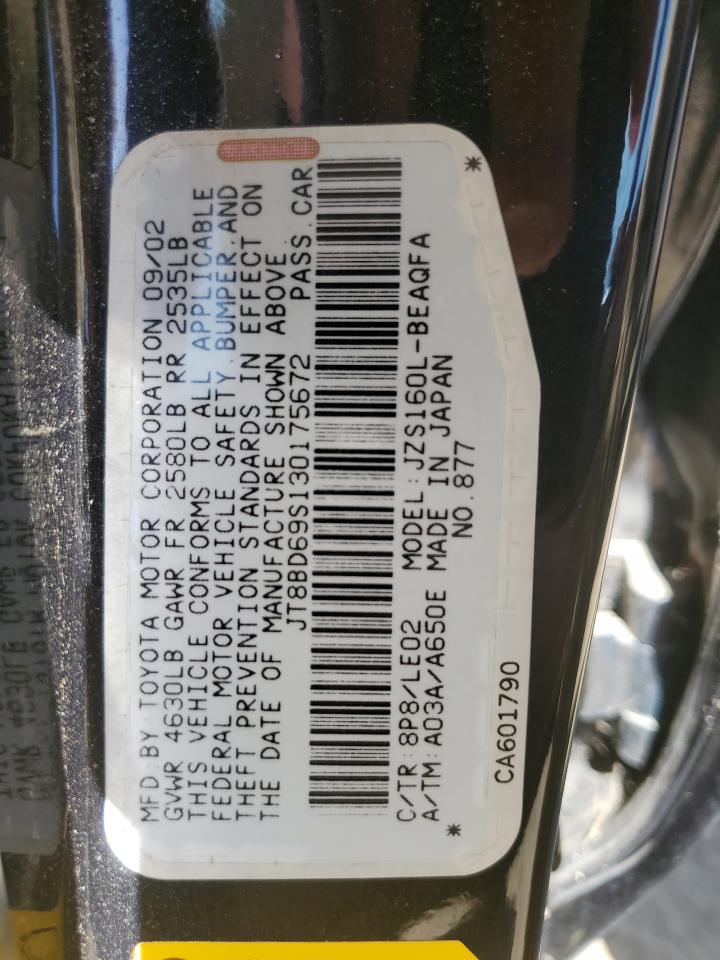 MFD. BY TOYOTA MOTOR CORPORATION 09/02
GVWR 4630LB GAWR FR 2580LB RR 2535LB
THIS VEHICLE CONFORMS TO ALL APPLICABLE
FEDERAL MOTOR VEHICLE SAFETY, BUMPER, AND
THEFT PREVENTION STANDARDS IN EFFECT ON
THE DATE OF MANUFACTURE SHOWN ABOVE
JT8BD69S130175672 PASS. CAR
C/TR: 8P8/LE02 MODEL: JZS160L-BEAQFA
A/TM: A03A/A650E MADE IN JAPAN
NO. 877
CA601790